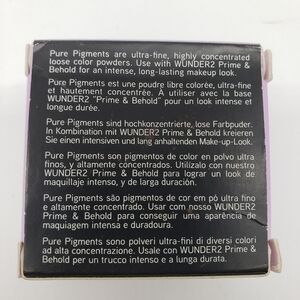 Pure Pigments are ultra-fine, highly concentrated
loose color powders. Use with WUNDER2 Prime &
Behold for an intense, long-lasting makeup look.
Pure Pigments est une poudre libre colorée, ultra-fine
et hautement concentrée. A utiliser avec la base
WUNDER2 "Prime & Behold" pour un look intense et
longue durée.
Pure Pigments sind hochkonzentrierte, lose Farbpuder.
In Kombination mit WUNDER2 Prime & Behold kreieren
Sie einen intensiven und lang anhaltenden Make-up-Look.
Pure Pigments son pigmentos de color en polvo ultra
finos, y altamente concentrados. Utilízalo con nuestro
WUNDER2 Prime & Behold para lograr un look de
maquillaje intenso, y de larga duración.
Pure Pigments são pigmentos de cor em pó ultra fino
e altamente concentrado. Usar com nosso WUNDER2
Prime & Behold para conseguir uma aparência de
maquiagem intensa e duradoura.
Pure Pigments sono polveri ultra-fini di diversi colori
ad alta concentrazione. Usale con WUNDER2 Prime &
Behold per un trucco intenso e a lunga durata.